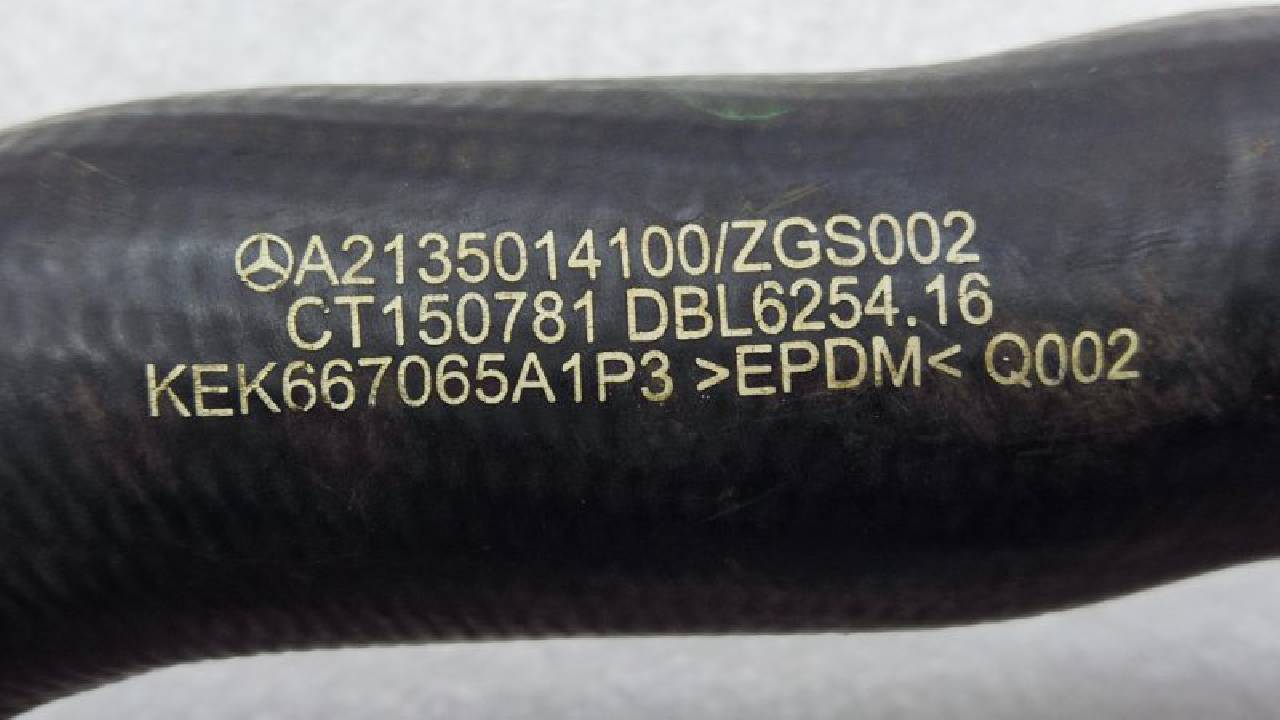 A2135014100/ZGS002
CT150781 DBL6254.16
KEK667065A1P3 >EPDM< Q002